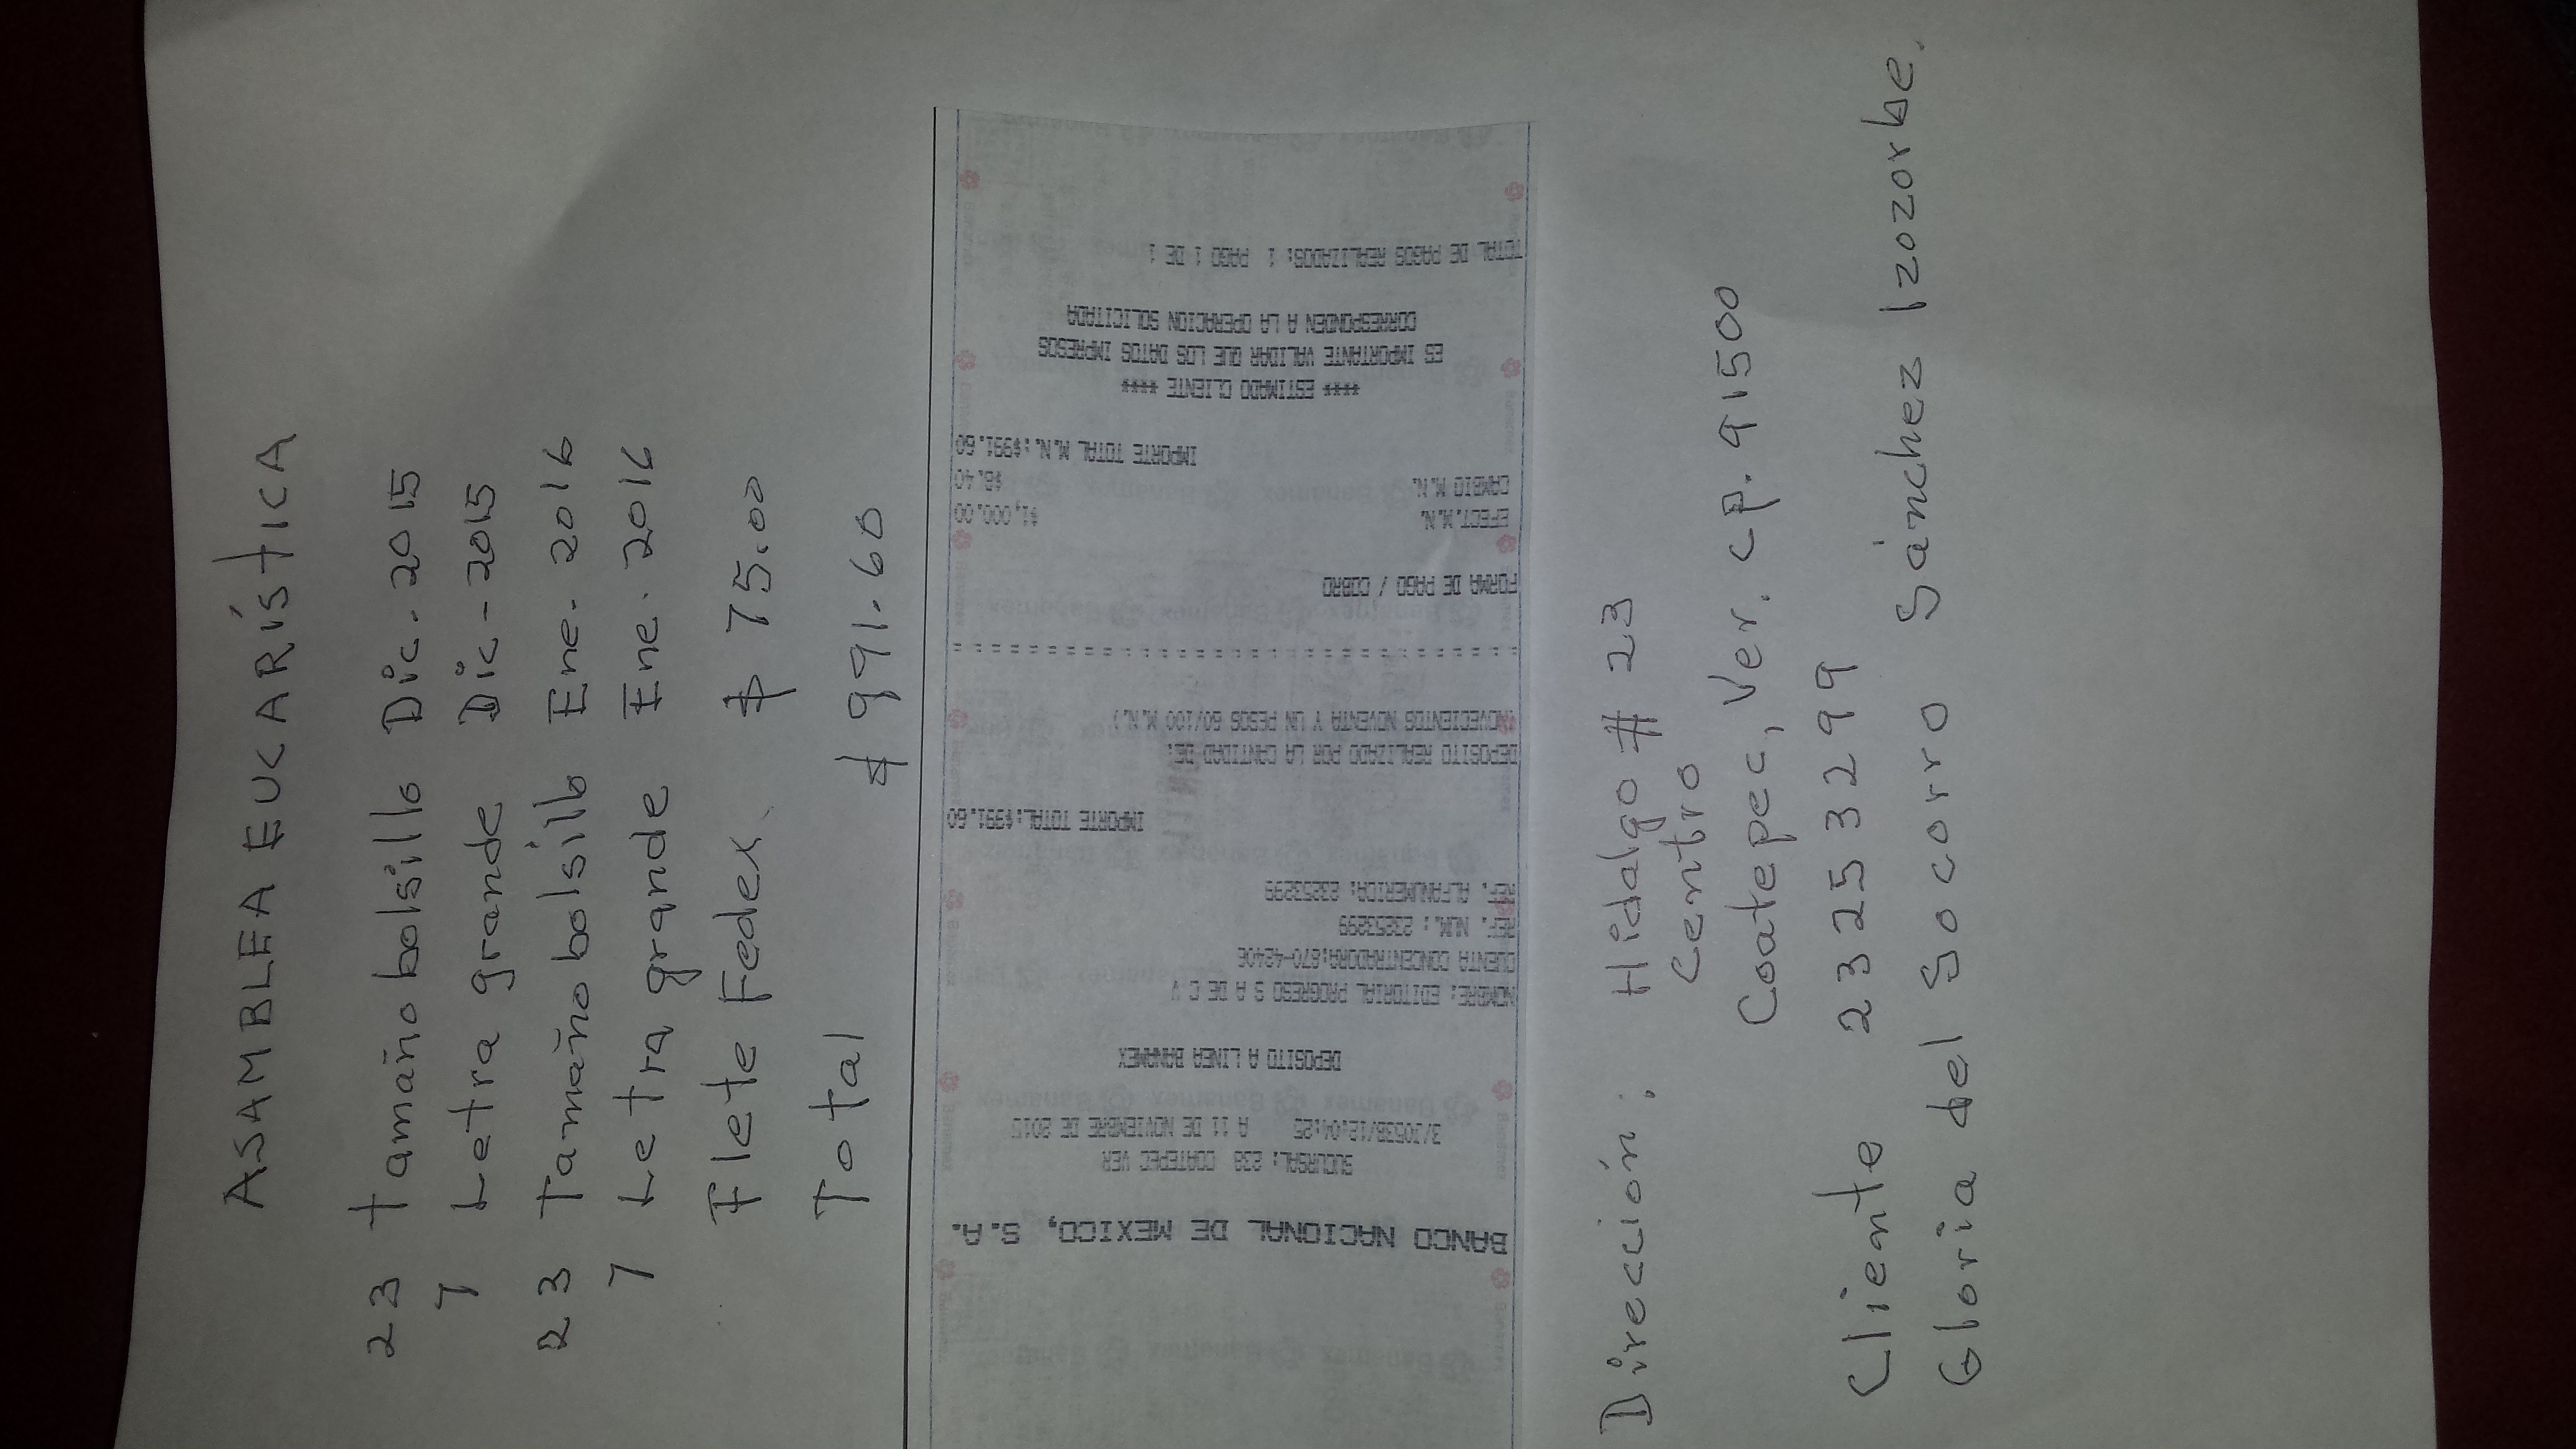 ASAMBLEA EUCARÍSTICA
23 tamaño bolsillo Dic. 2015
7 Letra grande Dic-2015
23 Tamaño bolsillo Ene. 2016
7 Letra grande Ene. 2016
Flete Fedex. $ 75.00
Total $ 991.60
BANCO NACIONAL DE MEXICO, S.A.
SUCURSAL: 238 COATEPEC VER
A 11 DE NOVIEMBRE DE 2015
DEPOSITO A LINEA BANAMEX
NOMBRE: EDITORIAL PROGRESO S A DE C V
CUENTA CONCENTRADORA:870-42406
REF. NUM.: 23253299
REF. ALFANUMERICA: 23253299
IMPORTE TOTAL:$991.60
DEPOSITO REALIZADO POR LA CANTIDAD DE:
(NOVECIENTOS NOVENTA Y UN PESOS 60/100 M.N.)
FORMA DE PAGO / COBRO
EFECT.M.N. $1,000.00
CAMBIO M.N. $8.40
IMPORTE TOTAL M.N.:$991.60
**** ESTIMADO CLIENTE ****
ES IMPORTANTE VALIDAR QUE LOS DATOS IMPRESOS
CORRESPONDEN A LA OPERACION SOLICITADA
TOTAL DE PAGOS REALIZADOS: 1 PAGO 1 DE 1
Dirección: Hidalgo # 23
Centro
Coatepec, Ver. cp. 91500
Cliente 23253299
Gloria del Socorro Sánchez Izozorbe.